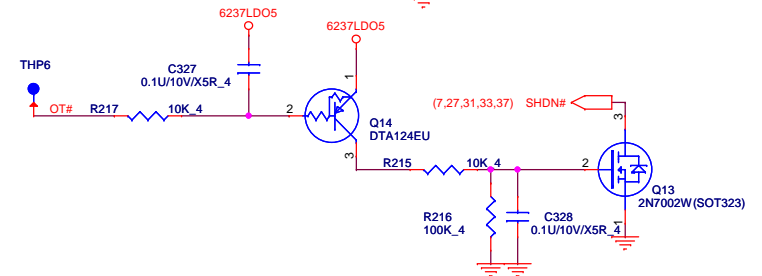 6237LDO5
6237LDO5
THP6
C327
0.1U/10V/X5R_4
1
OT#
R217
10K_4
2
Q14
DTA124EU
(7,27,31,33,37)
SHDN#
3
3
R215
10K_4
2
Q13
2N7002W(SOT323)
R216
100K_4
C328
0.1U/10V/X5R_4
1